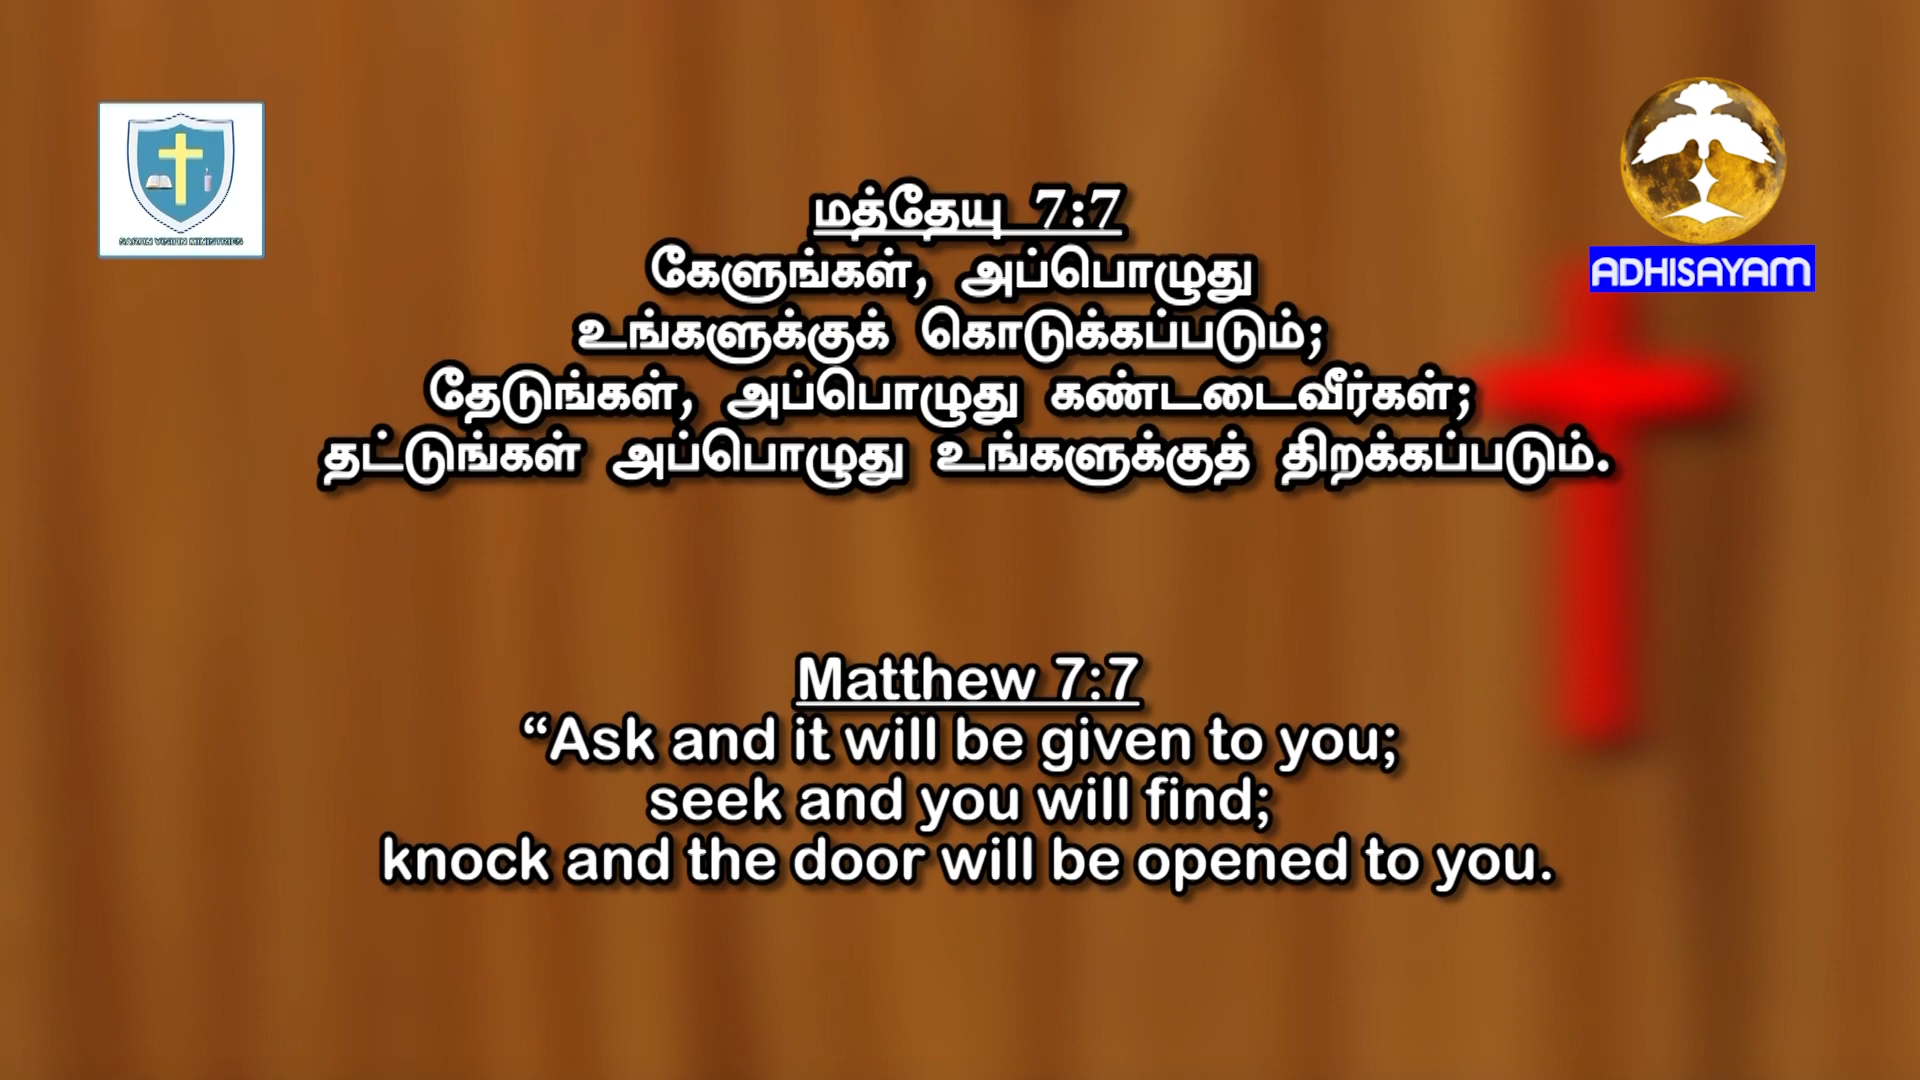 ADHISAYAM
மத்தேயு 7:7
கேளுங்கள், அப்பொழுது
உங்களுக்குக் கொடுக்கப்படும்;
தேடுங்கள், அப்பொழுது கண்டடைவீர்கள்;
தட்டுங்கள் அப்பொழுது உங்களுக்குத் திறக்கப்படும்.
Matthew 7:7
“Ask and it will be given to you;
seek and you will find;
knock and the door will be opened to you.